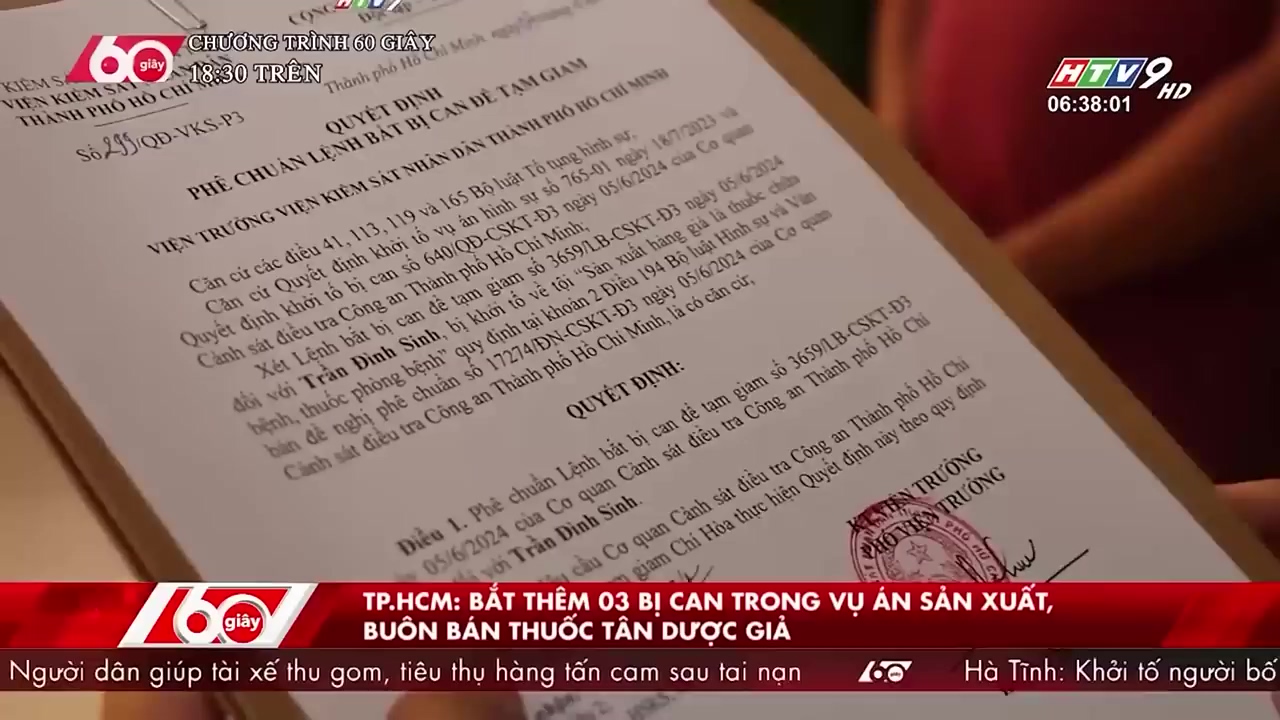 60 giây
CHƯƠNG TRÌNH 60 GIÂY
18:30 TRÊN
HTV9
HTV9 HD
06:38:01
VIỆN KIỂM SÁT NHÂN DÂN
THÀNH PHỐ HỒ CHÍ MINH
Số 299/QĐ-VKS-P3
Thành phố Hồ Chí Minh, ngày
QUYẾT ĐỊNH
PHÊ CHUẨN LỆNH BẮT BỊ CAN ĐỂ TẠM GIAM
VIỆN TRƯỞNG VIỆN KIỂM SÁT NHÂN DÂN THÀNH PHỐ HỒ CHÍ MINH
Căn cứ các điều 41, 113, 119 và 165 Bộ luật Tố tụng hình sự;
Căn cứ Quyết định khởi tố vụ án hình sự số 765-01 ngày 18/7/2023 và
Quyết định khởi tố bị can số 640/QĐ-CSKT-Đ3 ngày 05/6/2024 của Cơ quan
Cảnh sát điều tra Công an Thành phố Hồ Chí Minh;
Xét Lệnh bắt bị can để tạm giam số 3659/LB-CSKT-Đ3 ngày 05/6/2024
đối với Trần Đình Sinh, bị khởi tố về tội “Sản xuất hàng giả là thuốc chữa
bệnh, thuốc phòng bệnh” quy định tại khoản 2 Điều 194 Bộ luật Hình sự và Văn
bản đề nghị phê chuẩn số 17274/ĐN-CSKT-Đ3 ngày 05/6/2024 của Cơ quan
Cảnh sát điều tra Công an Thành phố Hồ Chí Minh, là có căn cứ,
QUYẾT ĐỊNH:
Điều 1. Phê chuẩn Lệnh bắt bị can để tạm giam số 3659/LB-CSKT-Đ3
05/6/2024 của Cơ quan Cảnh sát điều tra Công an Thành phố Hồ Chí
với Trần Đình Sinh.
cầu Cơ quan Cảnh sát điều tra Công an Thành phố Hồ Chí
tạm giam Chí Hòa thực hiện Quyết định này theo quy định
KT. VIỆN TRƯỞNG
PHÓ VIỆN TRƯỞNG
60 giây
TP.HCM: BẮT THÊM 03 BỊ CAN TRONG VỤ ÁN SẢN XUẤT,
BUÔN BÁN THUỐC TÂN DƯỢC GIẢ
Người dân giúp tài xế thu gom, tiêu thụ hàng tấn cam sau tai nạn 60 giây Hà Tĩnh: Khởi tố người bố